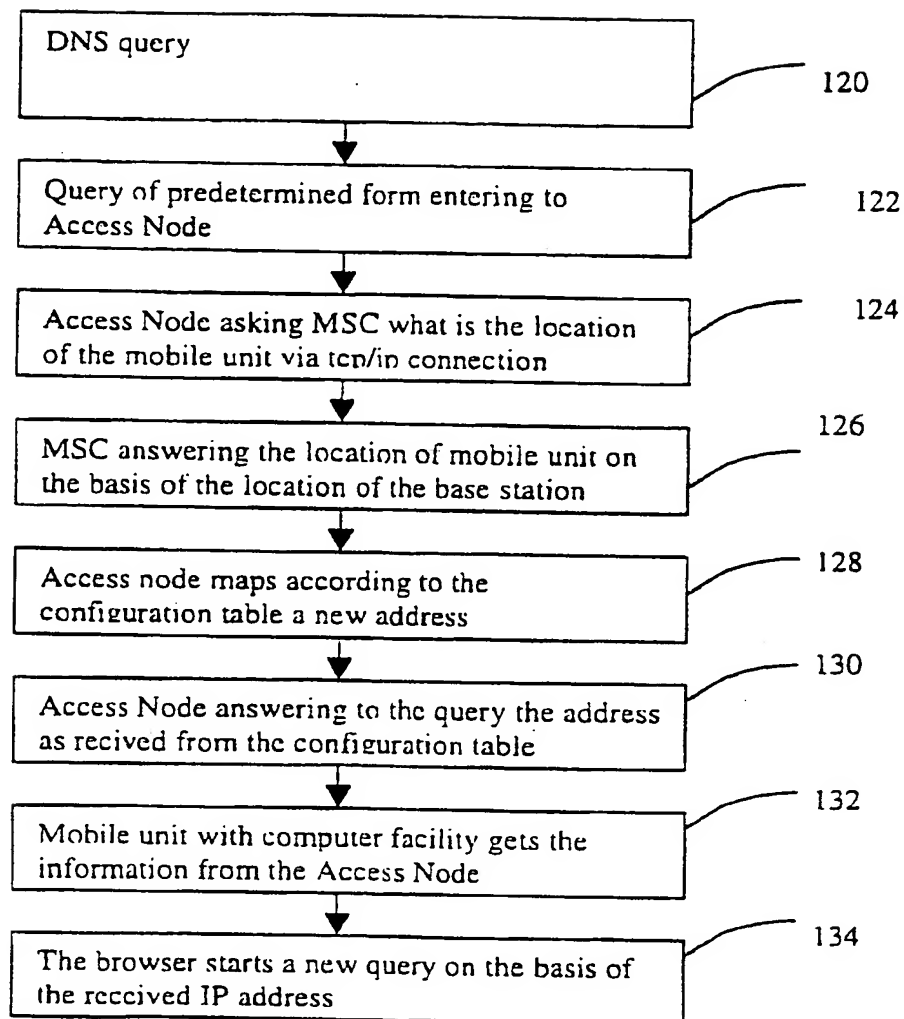 DNS query
120
Query of predetermined form entering to
Access Node
122
Access Node asking MSC what is the location
of the mobile unit via tcp/ip connection
124
MSC answering the location of mobile unit on
the basis of the location of the base station
126
Access node maps according to the
configuration table a new address
128
Access Node answering to the query the address
as recived from the configuration table
130
Mobile unit with computer facility gets the
information from the Access Node
132
The browser starts a new query on the basis of
the received IP address
134